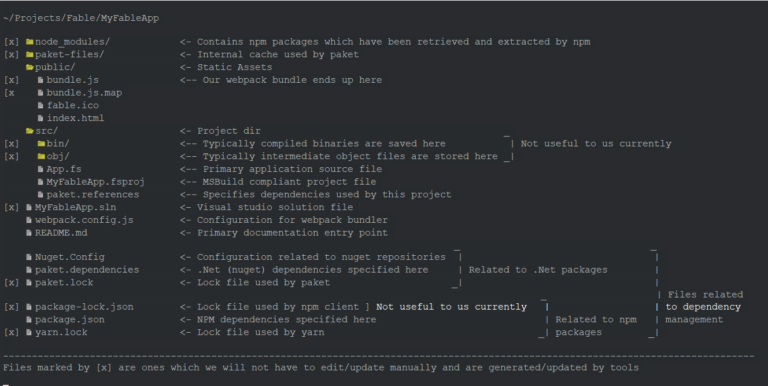 ~/Projects/Fable/MyFableApp
[x] node_modules/ <- Contains npm packages which have been retrieved and extracted by npm
[x] paket-files/ <- Internal cache used by paket
public/ <- Static Assets
[x] bundle.js <-- Our webpack bundle ends up here
[x bundle.js.map
fable.ico
index.html
src/ <- Project dir _
[x] bin/ <-- Typically compiled binaries are saved here | Not useful to us currently
[x] obj/ <-- Typically intermediate object files are stored here _|
App.fs <-- Primary application source file
MyFableApp.fsproj <-- MSBuild compliant project file
paket.references <-- Specifies dependencies used by this project
[x] MyFableApp.sln <- Visual studio solution file
webpack.config.js <- Configuration for webpack bundler
README.md <- Primary documentation entry point
_ _
Nuget.Config <- Configuration related to nuget repositories | |
paket.dependencies <- .Net (nuget) dependencies specified here | Related to .Net packages |
[x] paket.lock <- Lock file used by paket _| |
| Files related
[x] package-lock.json <- Lock file used by npm client ] Not useful to us currently | | to dependency
package.json <- NPM dependencies specified here | Related to npm | management
[x] yarn.lock <- Lock file used by yarn _| packages _|
Files marked by [x] are ones which we will not have to edit/update manually and are generated/updated by tools